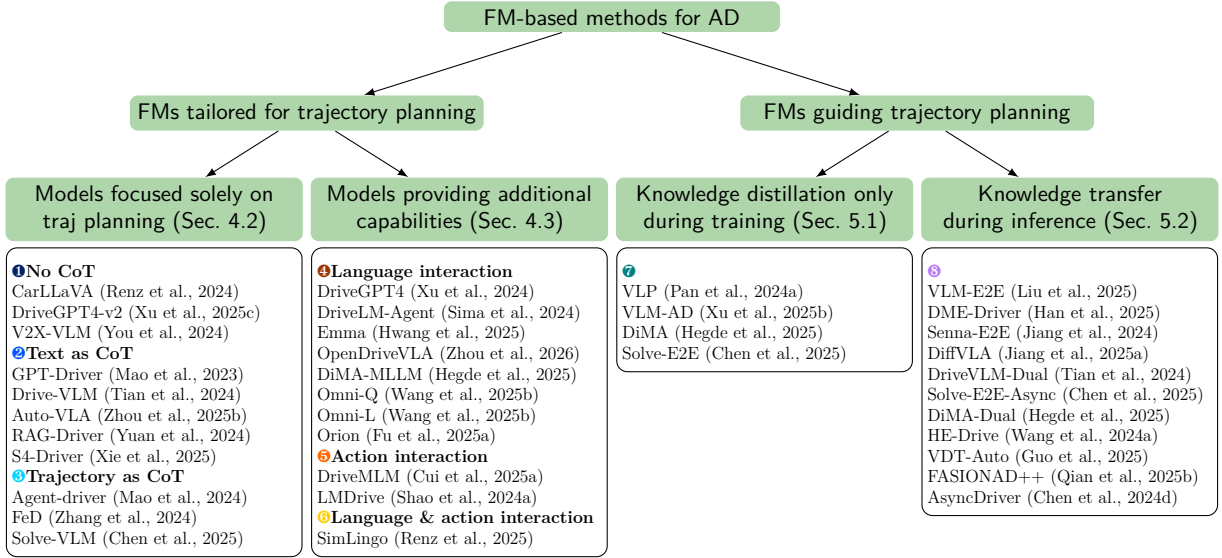 FM-based methods for AD
FMs tailored for trajectory planning
FMs guiding trajectory planning
Models focused solely on
traj planning (Sec. 4.2)
Models providing additional
capabilities (Sec. 4.3)
Knowledge distillation only
during training (Sec. 5.1)
Knowledge transfer
during inference (Sec. 5.2)
❶No CoT
CarLLaVA (Renz et al., 2024)
DriveGPT4-v2 (Xu et al., 2025c)
V2X-VLM (You et al., 2024)
❷Text as CoT
GPT-Driver (Mao et al., 2023)
Drive-VLM (Tian et al., 2024)
Auto-VLA (Zhou et al., 2025b)
RAG-Driver (Yuan et al., 2024)
S4-Driver (Xie et al., 2025)
❸Trajectory as CoT
Agent-driver (Mao et al., 2024)
FeD (Zhang et al., 2024)
Solve-VLM (Chen et al., 2025)
❹Language interaction
DriveGPT4 (Xu et al., 2024)
DriveLM-Agent (Sima et al., 2024)
Emma (Hwang et al., 2025)
OpenDriveVLA (Zhou et al., 2026)
DiMA-MLLM (Hegde et al., 2025)
Omni-Q (Wang et al., 2025b)
Omni-L (Wang et al., 2025b)
Orion (Fu et al., 2025a)
❺Action interaction
DriveMLM (Cui et al., 2025a)
LMDrive (Shao et al., 2024a)
❻Language & action interaction
SimLingo (Renz et al., 2025)
❼
VLP (Pan et al., 2024a)
VLM-AD (Xu et al., 2025b)
DiMA (Hegde et al., 2025)
Solve-E2E (Chen et al., 2025)
❽
VLM-E2E (Liu et al., 2025)
DME-Driver (Han et al., 2025)
Senna-E2E (Jiang et al., 2024)
DiffVLA (Jiang et al., 2025a)
DriveVLM-Dual (Tian et al., 2024)
Solve-E2E-Async (Chen et al., 2025)
DiMA-Dual (Hegde et al., 2025)
HE-Drive (Wang et al., 2024a)
VDT-Auto (Guo et al., 2025)
FASIONAD++ (Qian et al., 2025b)
AsyncDriver (Chen et al., 2024d)